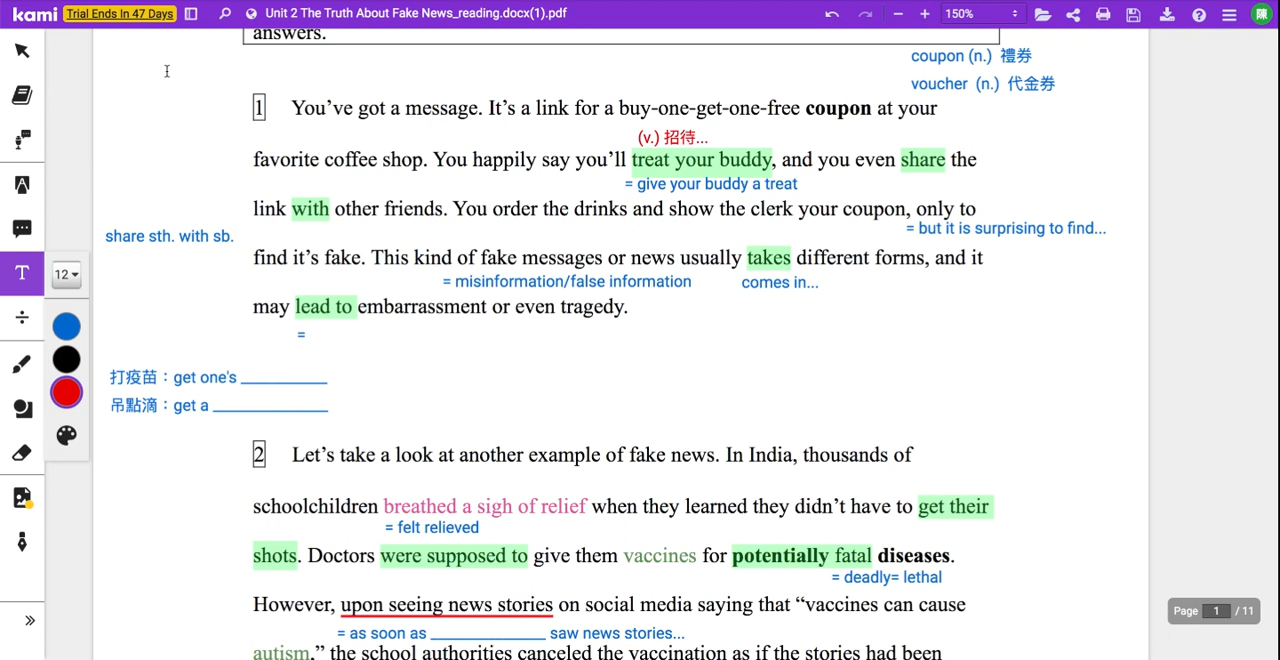 kami Trial Ends In 47 Days Unit 2 The Truth About Fake News_reading.docx(1).pdf 150% 陳
answers.
coupon (n.) 禮券
voucher (n.) 代金券
1 You've got a message. It's a link for a buy-one-get-one-free coupon at your
(v.) 招待...
favorite coffee shop. You happily say you'll treat your buddy, and you even share the
= give your buddy a treat
link with other friends. You order the drinks and show the clerk your coupon, only to
share sth. with sb.
= but it is surprising to find...
find it's fake. This kind of fake messages or news usually takes different forms, and it
= misinformation/false information comes in...
may lead to embarrassment or even tragedy.
=
打疫苗：get one's ___________
吊點滴：get a ______________
2 Let's take a look at another example of fake news. In India, thousands of
schoolchildren breathed a sigh of relief when they learned they didn't have to get their
= felt relieved
shots. Doctors were supposed to give them vaccines for potentially fatal diseases.
= deadly= lethal
However, upon seeing news stories on social media saying that “vaccines can cause
= as soon as ______________ saw news stories...
autism,” the school authorities canceled the vaccination as if the stories had been
T 12
Page 1 / 11